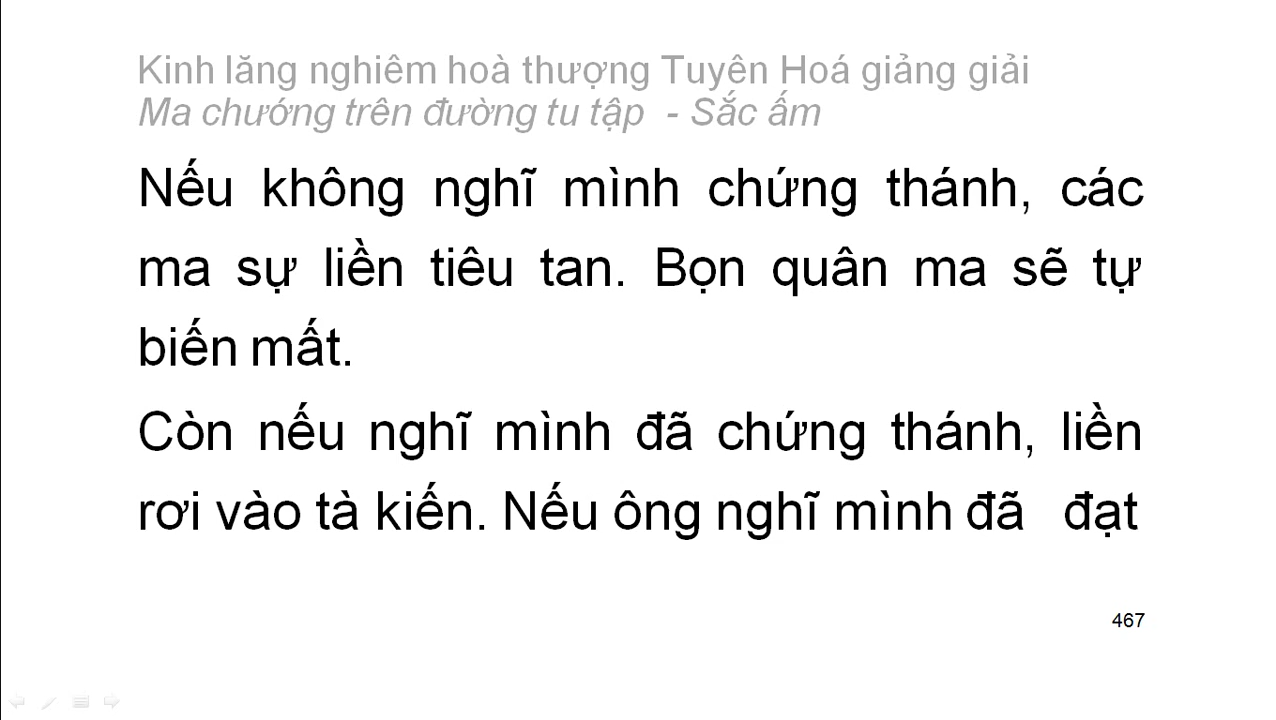 Kinh lăng nghiêm hoà thượng Tuyên Hoá giảng giải
Ma chướng trên đường tu tập - Sắc ấm
Nếu không nghĩ mình chứng thánh, các
ma sự liền tiêu tan. Bọn quân ma sẽ tự
biến mất.
Còn nếu nghĩ mình đã chứng thánh, liền
rơi vào tà kiến. Nếu ông nghĩ mình đã đạt
467